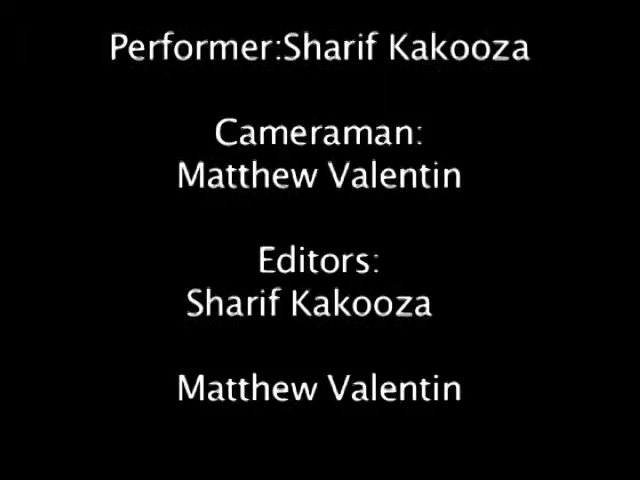 Performer:Sharif Kakooza
Cameraman:
Matthew Valentin
Editors:
Sharif Kakooza
Matthew Valentin